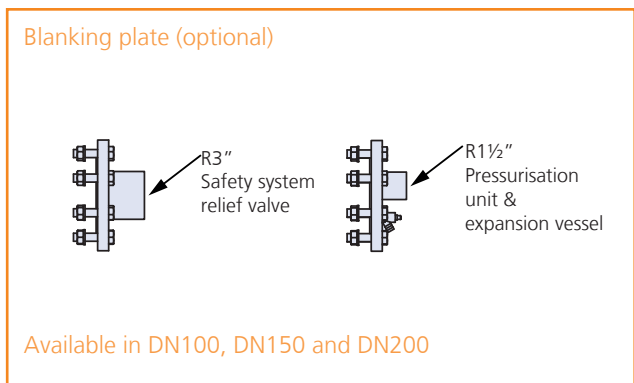 Blanking plate (optional)
R3"
Safety system
relief valve
R1½"
Pressurisation
unit &
expansion vessel
Available in DN100, DN150 and DN200